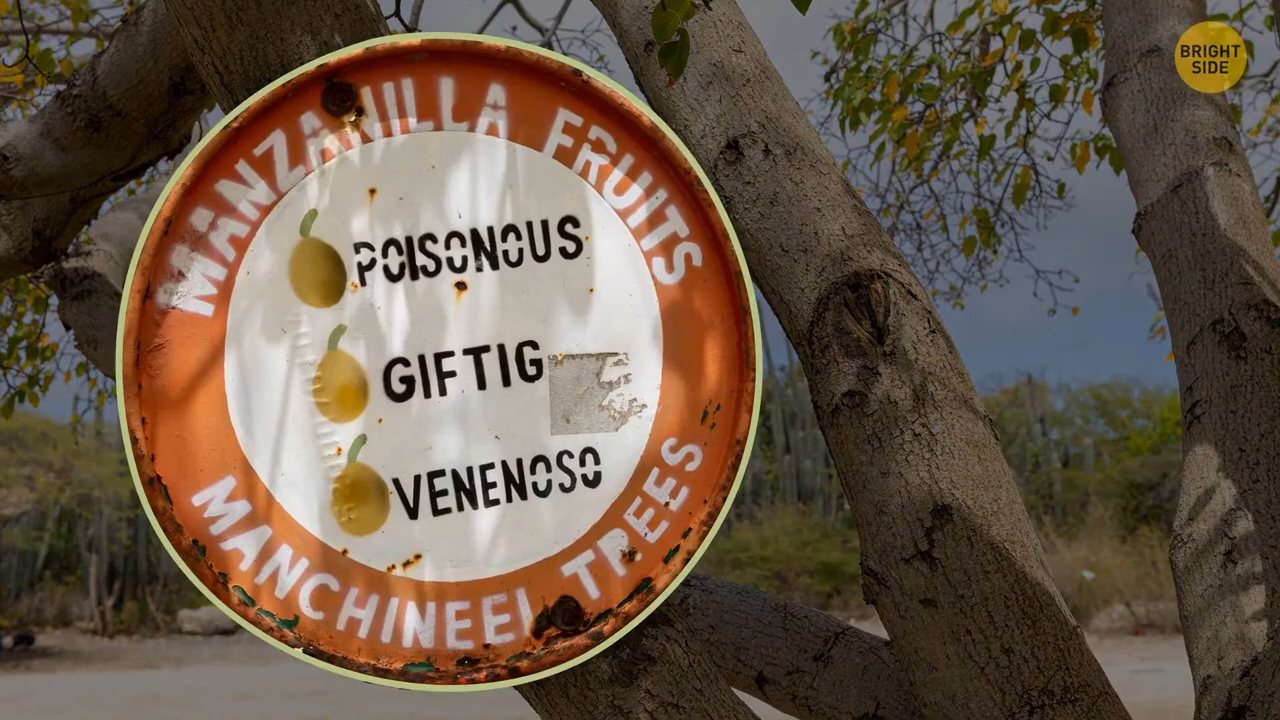 MANZANILLA FRUITS
POISONOUS
GIFTIG
VENENOSO
MANCHINEEL TREES
BRIGHT
SIDE